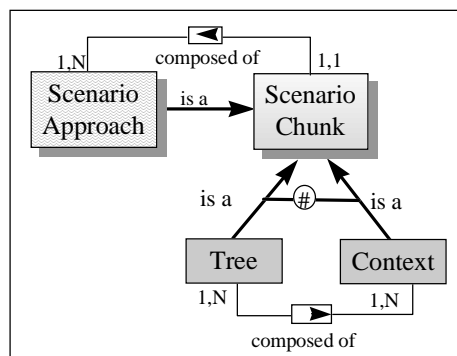 composed of
1,N
1,1
Scenario
Approach
is a
Scenario
Chunk
is a
#
is a
Tree
Context
1,N
1,N
composed of